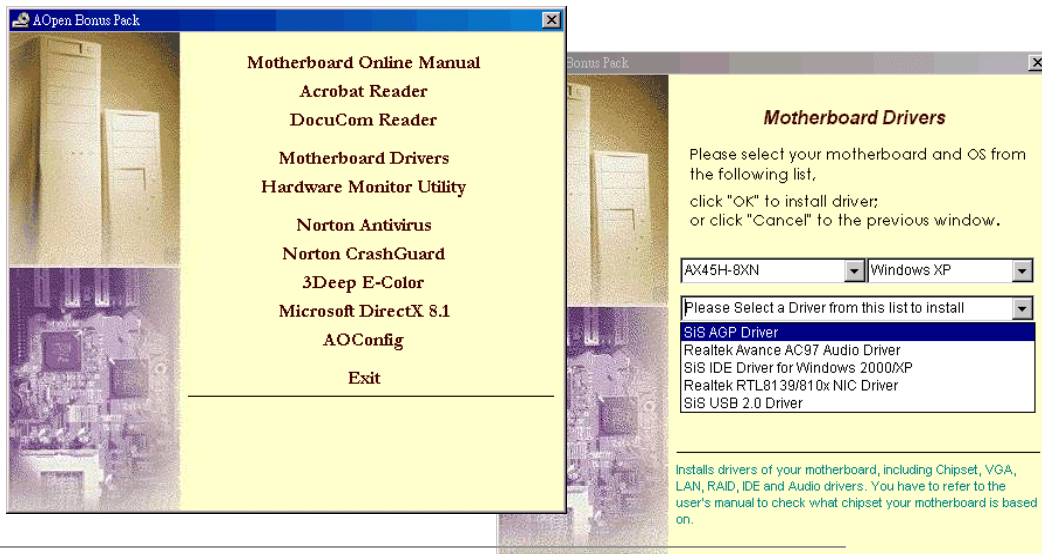 AOpen Bonus Pack
Motherboard Online Manual
Acrobat Reader
DocuCom Reader
Motherboard Drivers
Hardware Monitor Utility
Norton Antivirus
Norton CrashGuard
3Deep E-Color
Microsoft DirectX 8.1
AOConfig
Exit
Bonus Pack
Motherboard Drivers
Please select your motherboard and OS from
the following list,
click "OK" to install driver;
or click "Cancel" to the previous window.
AX45H-8XN Windows XP
Please Select a Driver from this list to install
SiS AGP Driver
Realtek Avance AC97 Audio Driver
SiS IDE Driver for Windows 2000/XP
Realtek RTL8139/810x NIC Driver
SiS USB 2.0 Driver
Installs drivers of your motherboard, including Chipset, VGA,
LAN, RAID, IDE and Audio drivers. You have to refer to the
user's manual to check what chipset your motherboard is based
on.